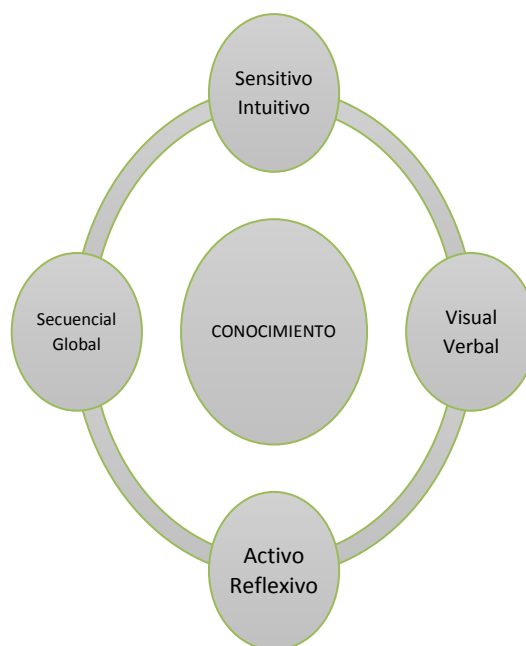 Sensitivo
Intuitivo
Secuencial
Global
CONOCIMIENTO
Visual
Verbal
Activo
Reflexivo